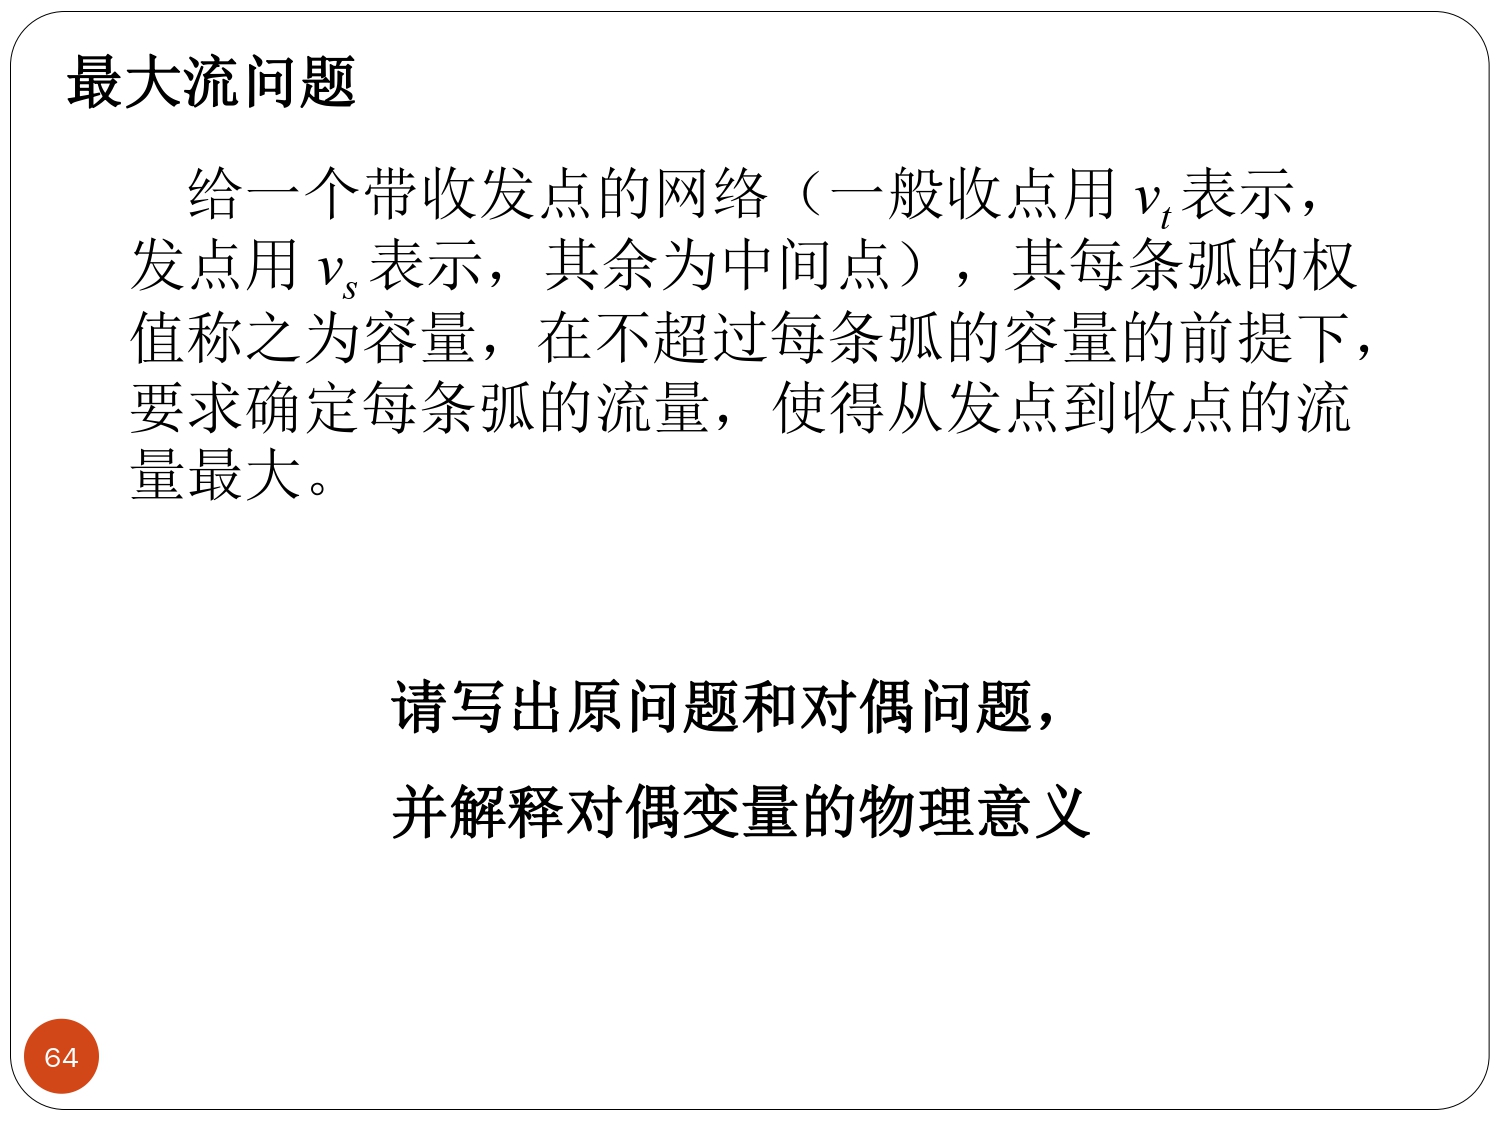 最大流问题
给一个带收发点的网络（一般收点用 vt 表示，
发点用 vs 表示，其余为中间点），其每条弧的权
值称之为容量，在不超过每条弧的容量的前提下，
要求确定每条弧的流量，使得从发点到收点的流
量最大。
请写出原问题和对偶问题，
并解释对偶变量的物理意义
64